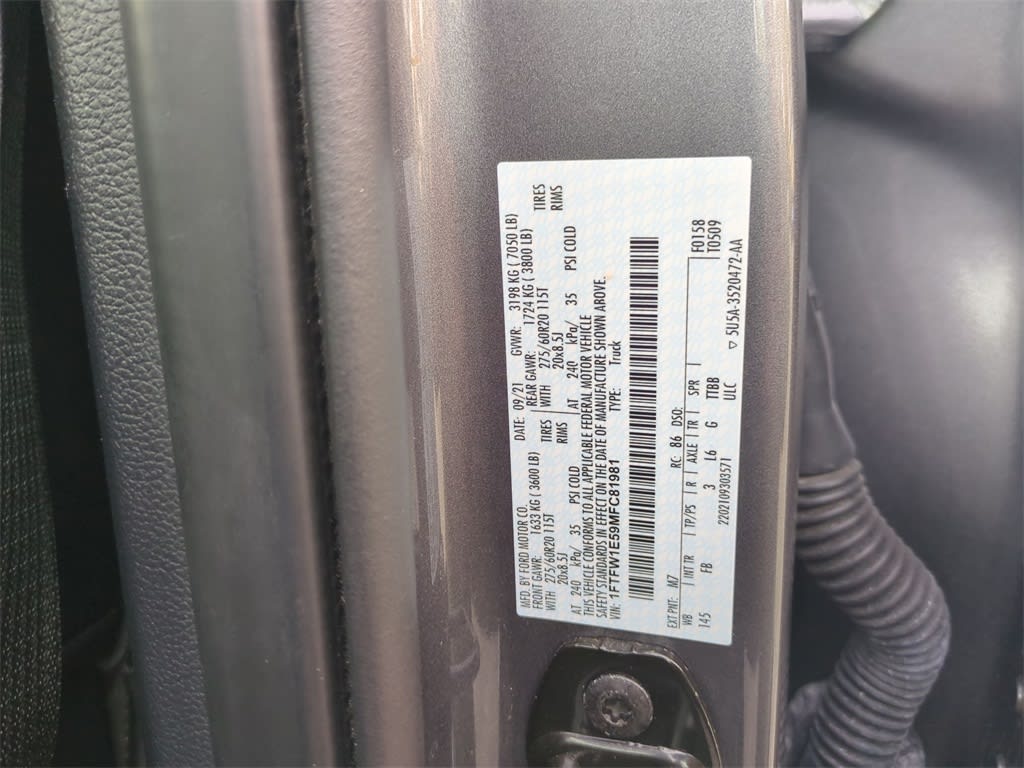 MFD. BY FORD MOTOR CO. DATE: 09/21 GVWR: 3198 KG ( 7050 LB)
FRONT GAWR: 1633 KG ( 3600 LB) REAR GAWR: 1724 KG ( 3800 LB)
WITH 275/60R20 115T TIRES WITH 275/60R20 115T TIRES
20x8.5J RIMS 20x8.5J RIMS
AT 240 kPa/ 35 PSI COLD AT 240 kPa/ 35 PSI COLD
THIS VEHICLE CONFORMS TO ALL APPLICABLE FEDERAL MOTOR VEHICLE
SAFETY STANDARDS IN EFFECT ON THE DATE OF MANUFACTURE SHOWN ABOVE.
VIN: 1FTFW1E59MFC81981 TYPE: Truck
EXT PNT: M7 RC: 86 DSO: F0158
WB | INT TR | TP/PS | R | AXLE | TR | SPR | T0509
145 FB 3 L6 G TTBB
2202109303571 ULC ▽ 5U5A-3520472-AA